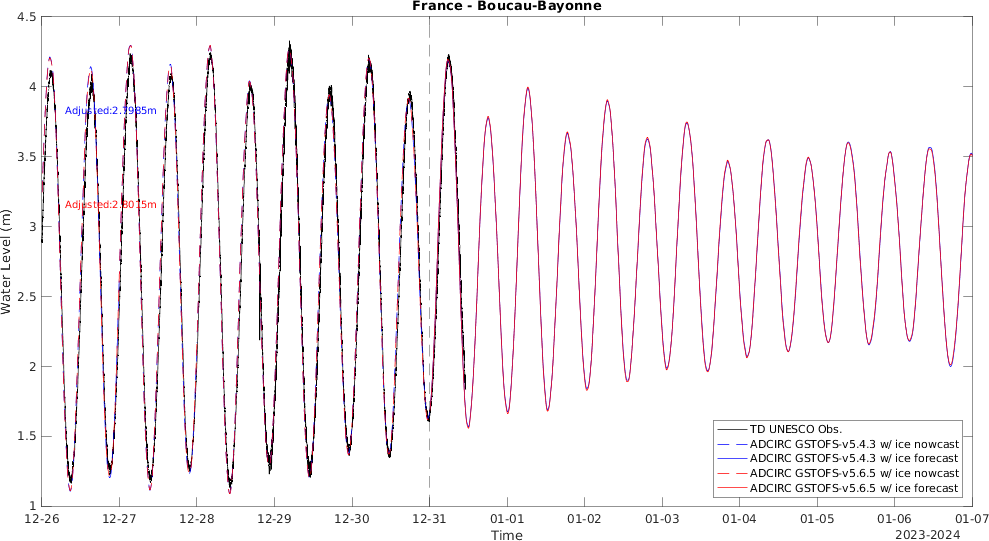 France - Boucau-Bayonne
4.5
4
3.5
3
2.5
2
1.5
1
Water Level (m)
Adjusted:2.7985m
Adjusted:2.8015m
12-26
12-27
12-28
12-29
12-30
12-31
01-01
01-02
01-03
01-04
01-05
01-06
01-07
Time
2023-2024
TD UNESCO Obs.
ADCIRC GSTOFS-v5.4.3 w/ ice nowcast
ADCIRC GSTOFS-v5.4.3 w/ ice forecast
ADCIRC GSTOFS-v5.6.5 w/ ice nowcast
ADCIRC GSTOFS-v5.6.5 w/ ice forecast